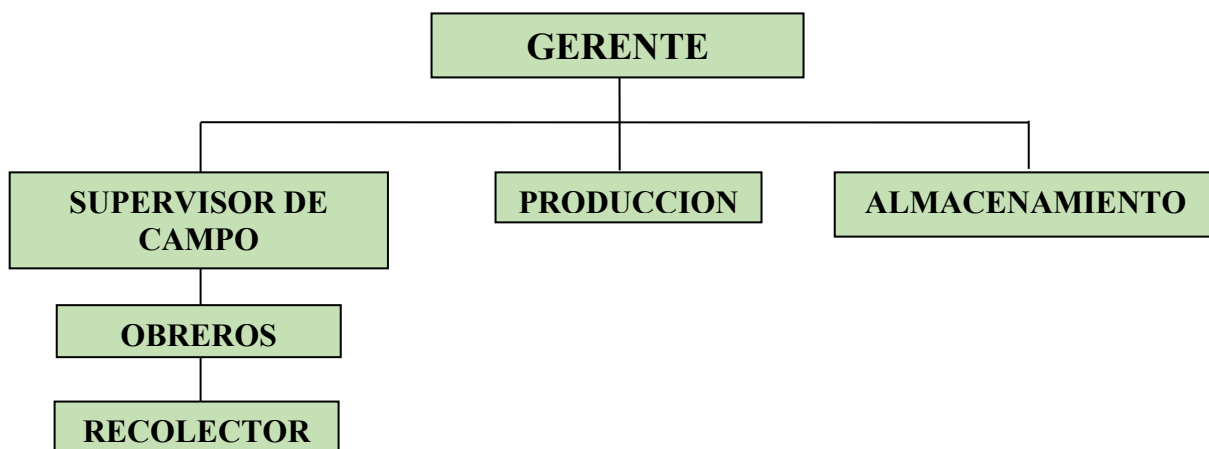 GERENTE
SUPERVISOR DE
CAMPO
PRODUCCION
ALMACENAMIENTO
OBREROS
RECOLECTOR